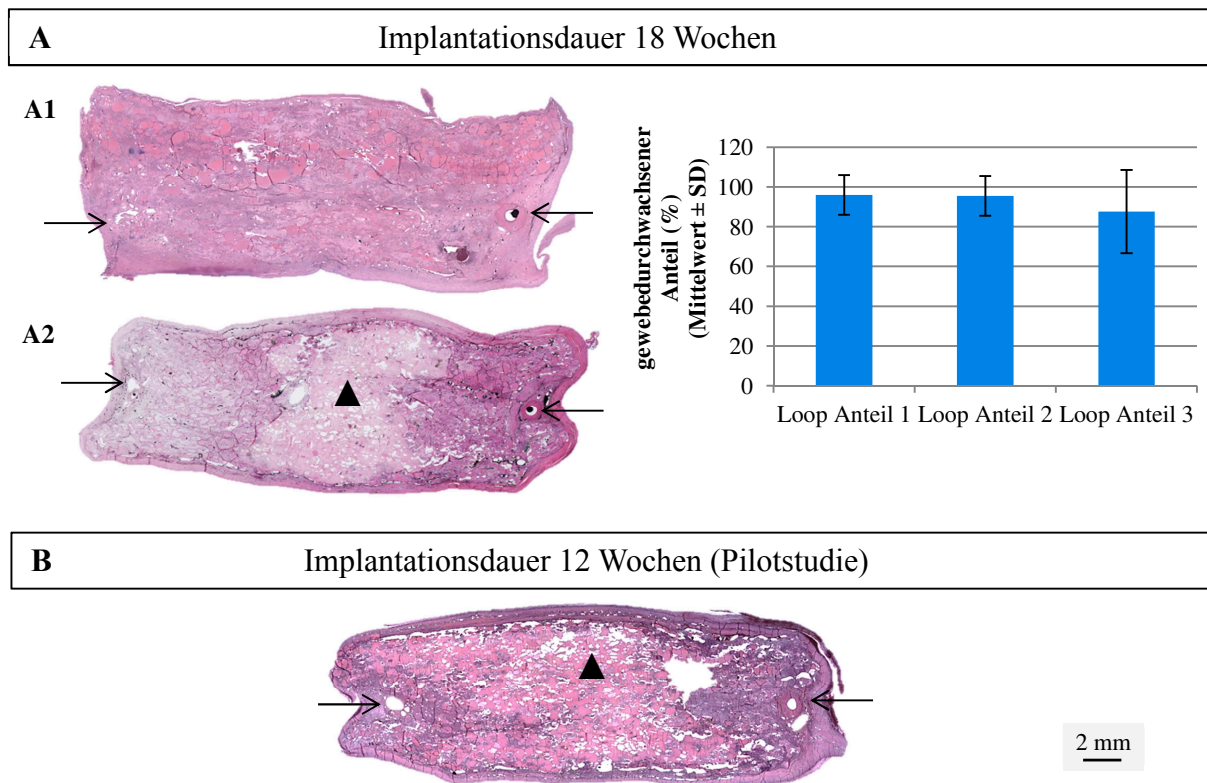 A Implantationsdauer 18 Wochen
A1
A2
gewebedurchwachsener
Anteil (%)
(Mittelwert ± SD)
120
100
80
60
40
20
0
Loop Anteil 1 Loop Anteil 2 Loop Anteil 3
B Implantationsdauer 12 Wochen (Pilotstudie)
2 mm